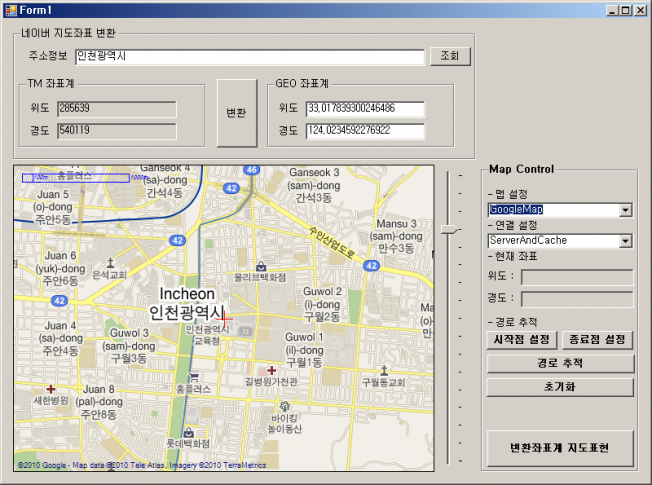 Form1
네이버 지도좌표 변환
주소정보 인천광역시 조회
TM 좌표계
위도 285639
경도 540119
변환
GEO 좌표계
위도 33,017839300246486
경도 124,0234592276922
100m 1000m
Ganseok 4
(sam)-dong
간석4동
Ganseok 3
(sam)-dong
간석3동
46
홈플러스
Juan 5
(o)-dong
주안5동
42
Mansu 3
(sam)-dong
만수3동
수인산업도로
42
Juan 6
(yuk)-dong
주안6동
은석교회
올리브백화점
42
42
Incheon
인천광역시
Guwol 2
(i)-dong
구월2동
인천광역시
교육청
Juan 4
(sam)-dong
주안4동
Guwol 3
(sam)-dong
구월3동
Guwol 1
(il)-dong
구월1동
홈플러스
길병원가천관
구월동교회
새한병원
Juan 8
(pal)-dong
주안8동
바이킹
놀이동산
롯데백화점
©2010 Google - Map data ©2010 Tele Atlas, Imagery ©2010 TerraMetrics
Map Control
- 맵 설정
GoogleMap
- 연결 설정
ServerAndCache
- 현재 좌표
위도 :
경도 :
- 경로 추적
시작점 설정 종료점 설정
경로 추적
초기화
변환좌표계 지도표현